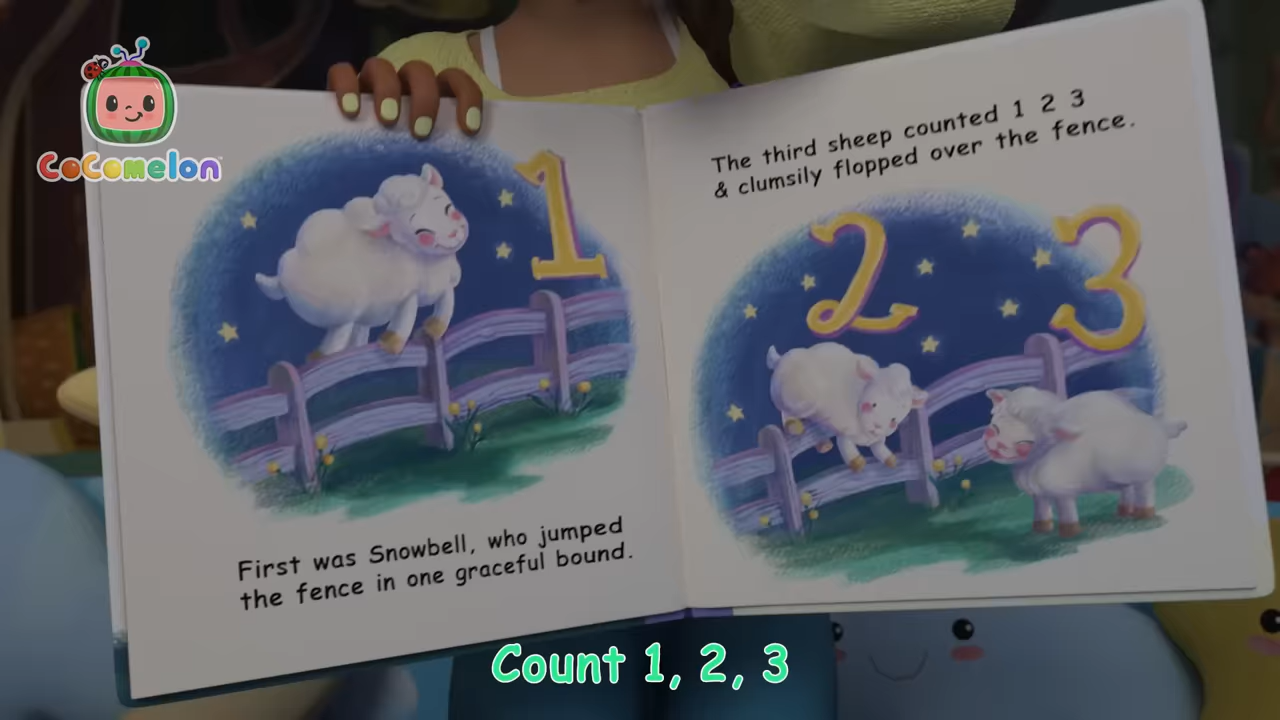 CoComelon
1
First was Snowbell, who jumped
the fence in one graceful bound.
The third sheep counted 1 2 3
& clumsily flopped over the fence.
2 3
Count 1, 2, 3